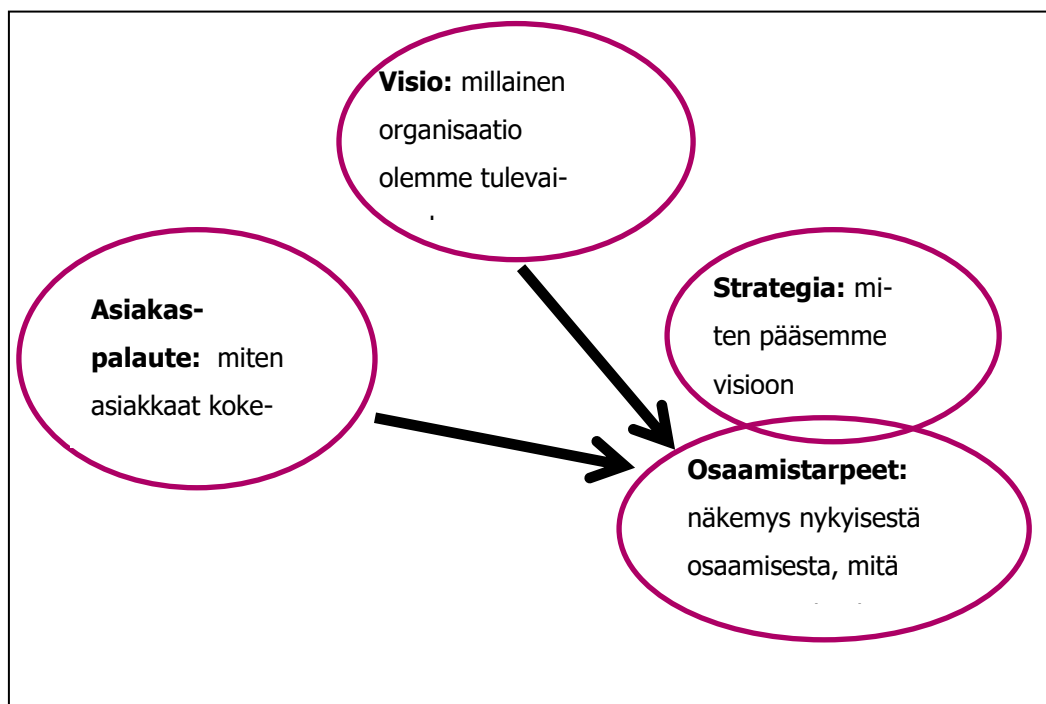 Visio: millainen
organisaatio
olemme tulevai-
Asiakas-
palaute: miten
asiakkaat koke-
Strategia: mi-
ten pääsemme
visioon
Osaamistarpeet:
näkemys nykyisestä
osaamisesta, mitä